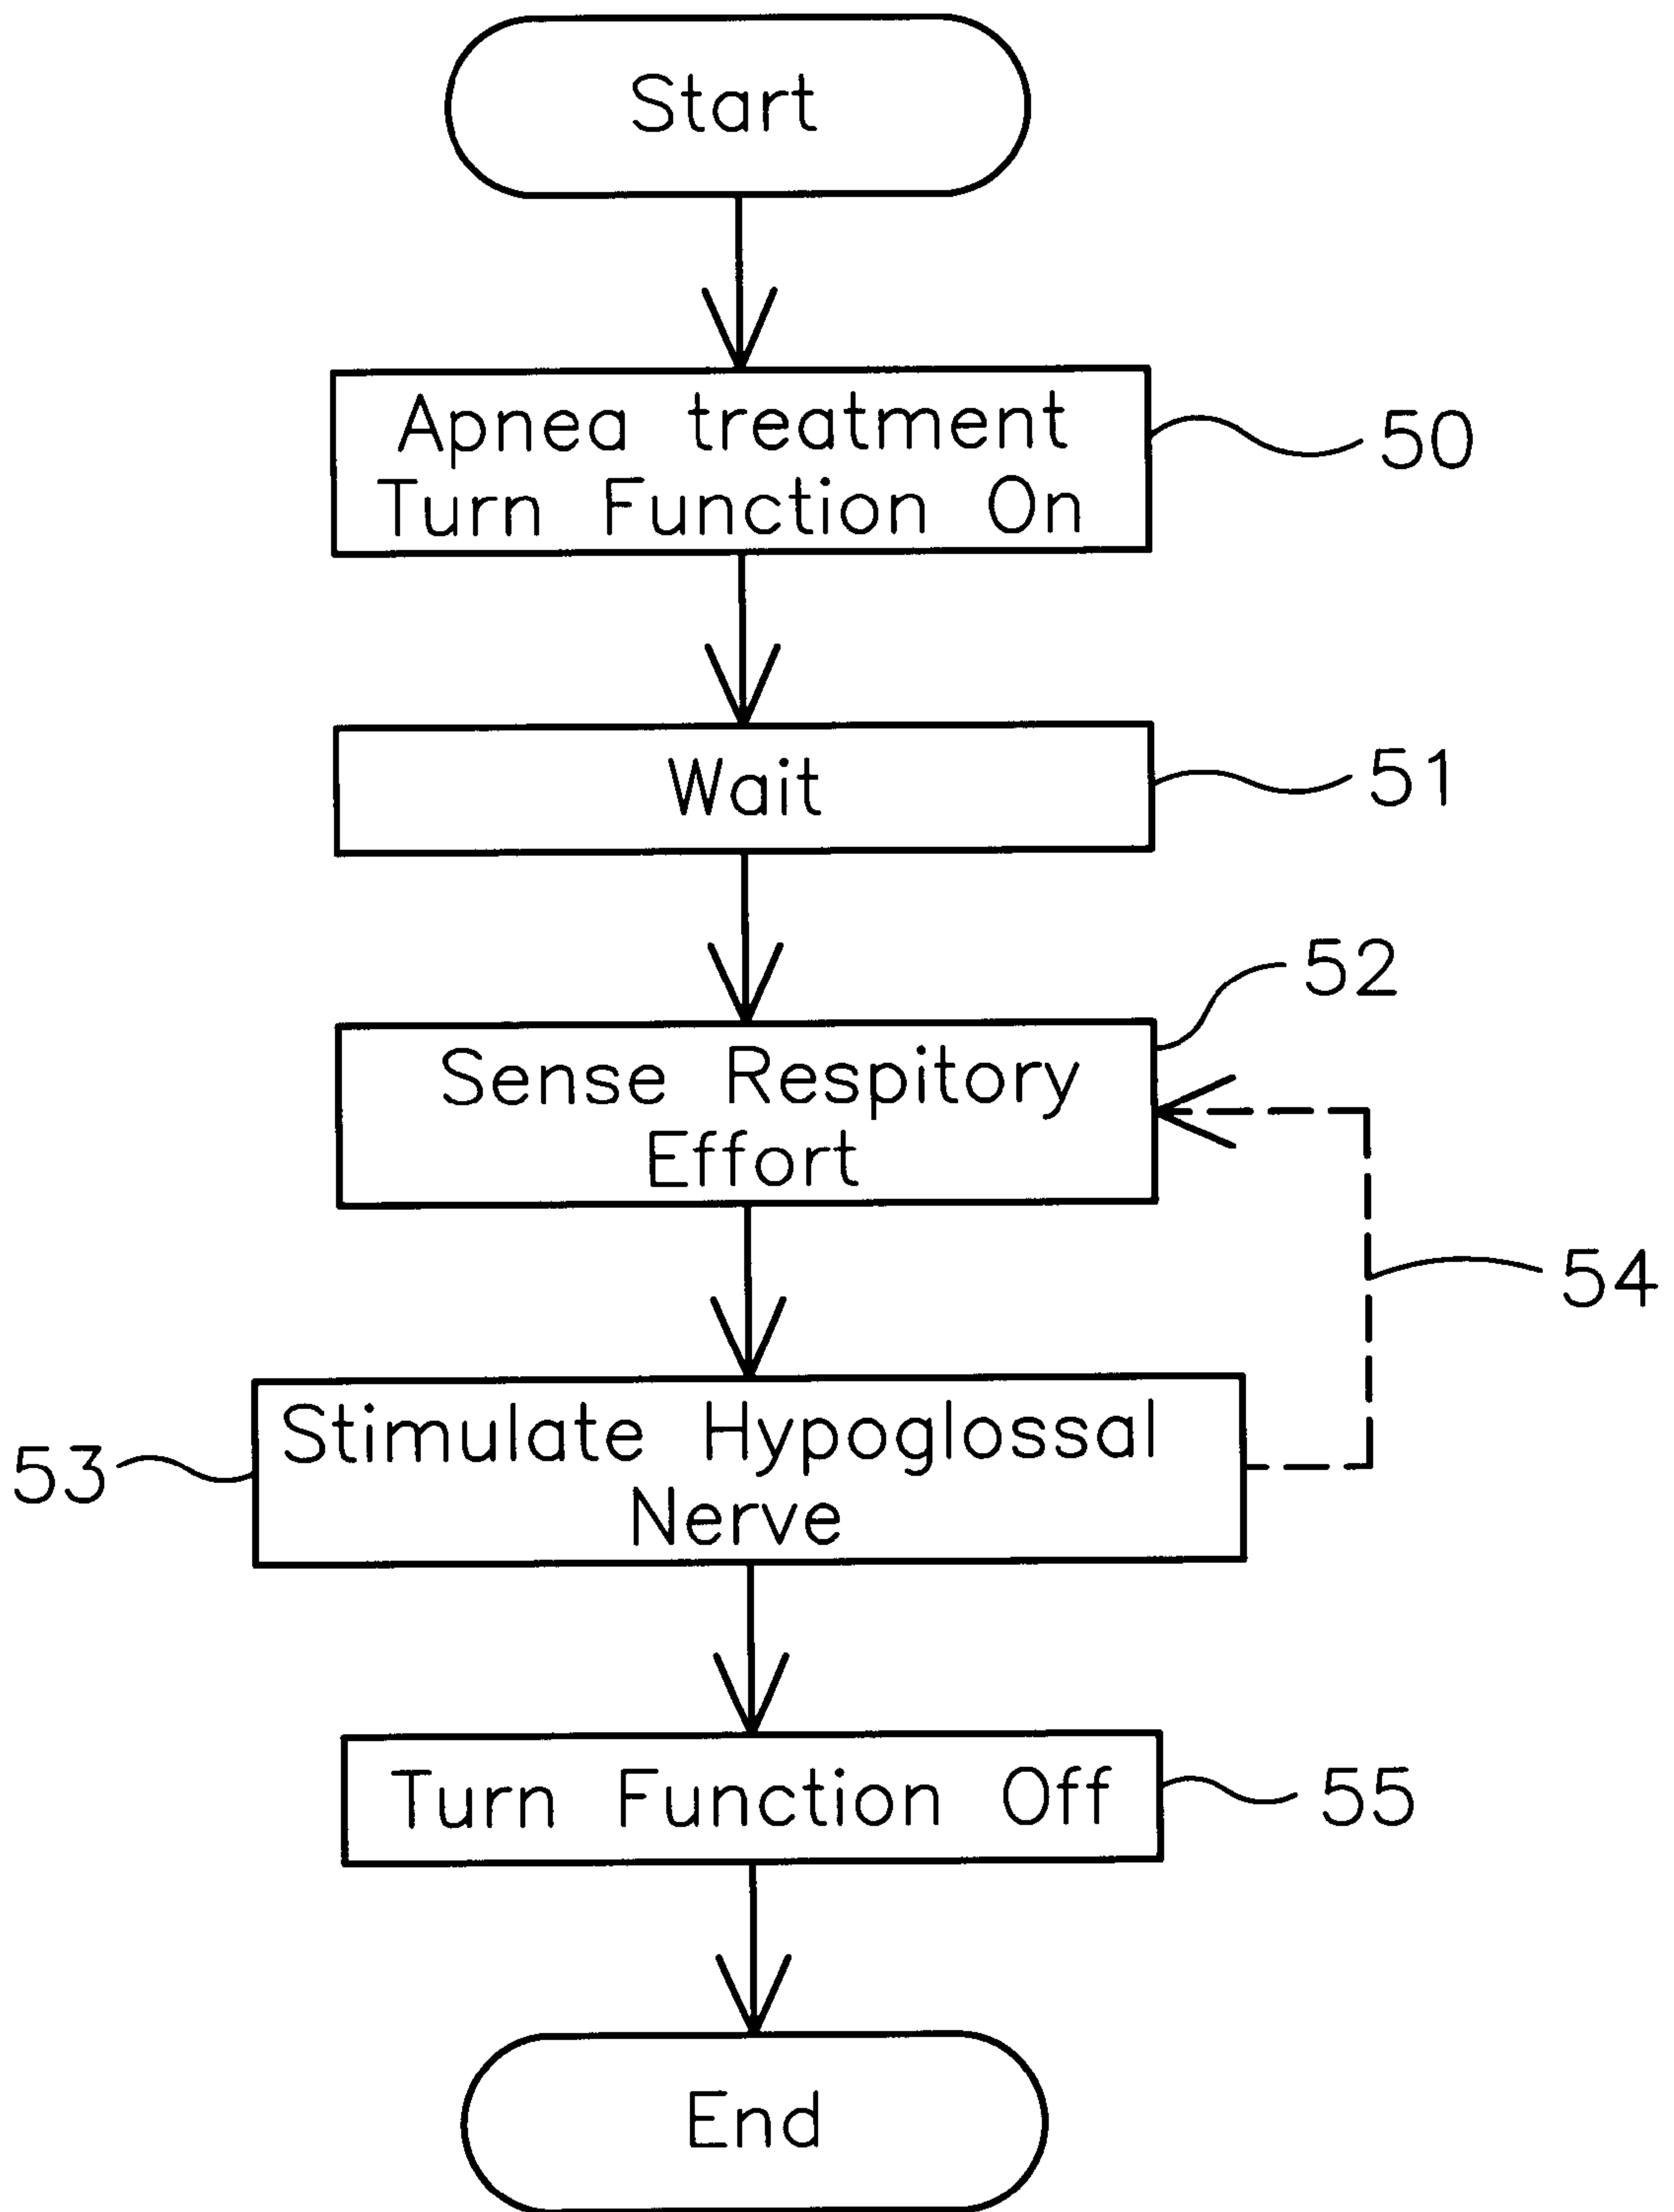 Start
Apnea treatment
Turn Function On
50
Wait
51
52
Sense Respitory
Effort
54
Stimulate Hypoglossal
Nerve
53
Turn Function Off
55
End